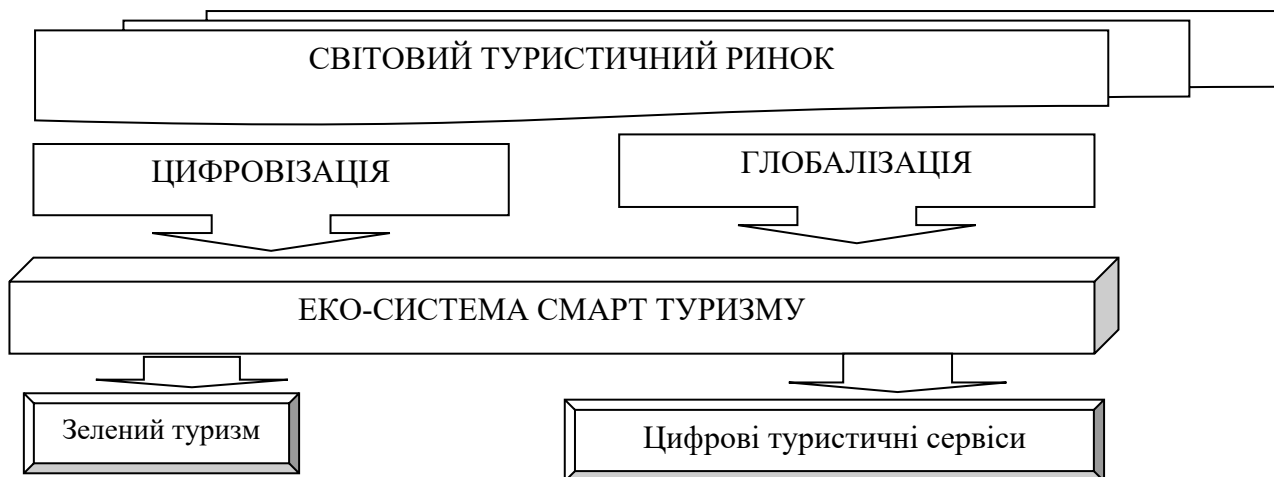 СВІТОВИЙ ТУРИСТИЧНИЙ РИНОК
ЦИФРОВІЗАЦІЯ
ГЛОБАЛІЗАЦІЯ
ЕКО-СИСТЕМА СМАРТ ТУРИЗМУ
Зелений туризм
Цифрові туристичні сервіси